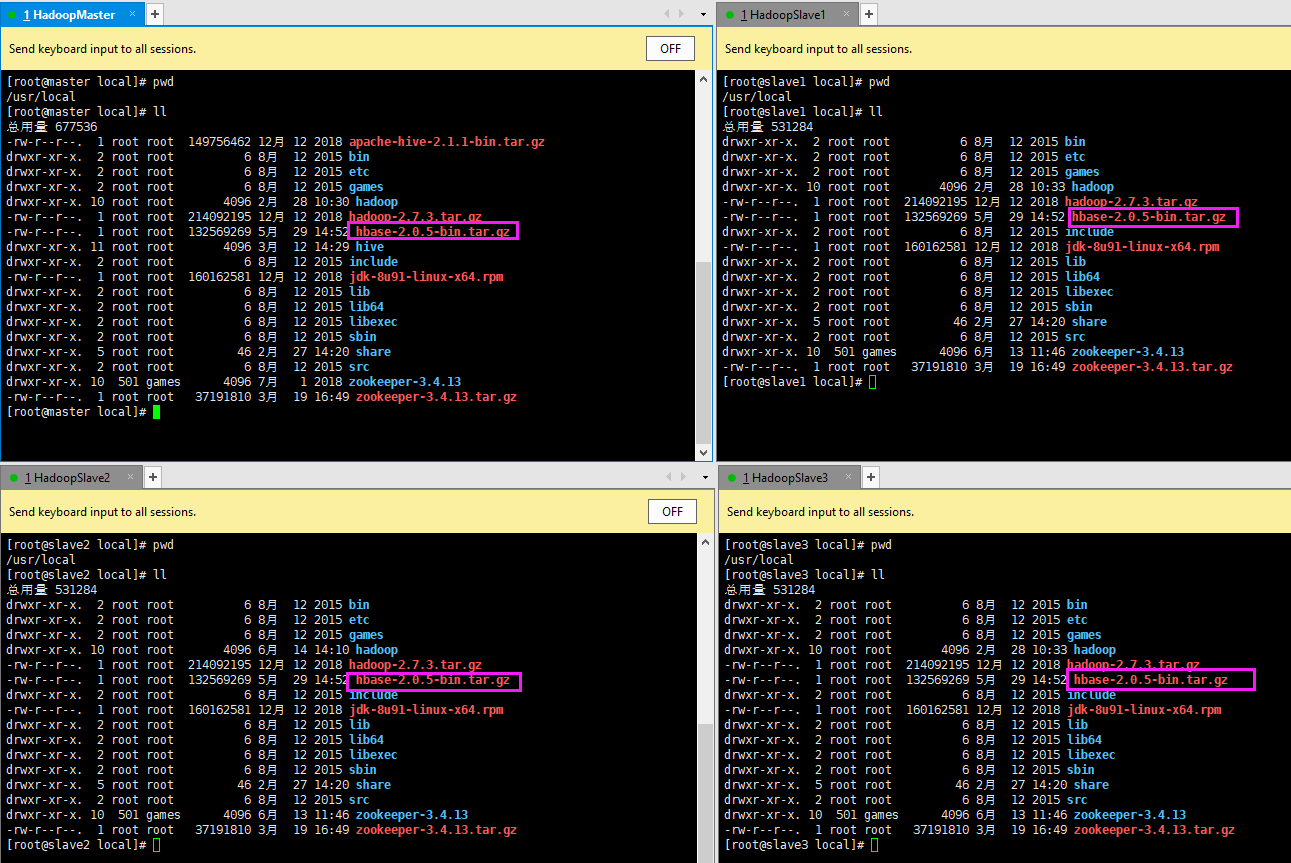 1 HadoopMaster × +
Send keyboard input to all sessions. OFF
[root@master local]# pwd
/usr/local
[root@master local]# ll
总用量 677536
-rw-r--r--. 1 root root 149756462 12月 12 2018 apache-hive-2.1.1-bin.tar.gz
drwxr-xr-x. 2 root root 6 8月 12 2015 bin
drwxr-xr-x. 2 root root 6 8月 12 2015 etc
drwxr-xr-x. 2 root root 6 8月 12 2015 games
drwxr-xr-x. 10 root root 4096 2月 28 10:30 hadoop
-rw-r--r--. 1 root root 214092195 12月 12 2018 hadoop-2.7.3.tar.gz
-rw-r--r--. 1 root root 132569269 5月 29 14:52 hbase-2.0.5-bin.tar.gz
drwxr-xr-x. 11 root root 4096 3月 12 14:29 hive
drwxr-xr-x. 2 root root 6 8月 12 2015 include
-rw-r--r--. 1 root root 160162581 12月 12 2018 jdk-8u91-linux-x64.rpm
drwxr-xr-x. 2 root root 6 8月 12 2015 lib
drwxr-xr-x. 2 root root 6 8月 12 2015 lib64
drwxr-xr-x. 2 root root 6 8月 12 2015 libexec
drwxr-xr-x. 2 root root 6 8月 12 2015 sbin
drwxr-xr-x. 5 root root 46 2月 27 14:20 share
drwxr-xr-x. 2 root root 6 8月 12 2015 src
drwxr-xr-x. 10 501 games 4096 7月 1 2018 zookeeper-3.4.13
-rw-r--r--. 1 root root 37191810 3月 19 16:49 zookeeper-3.4.13.tar.gz
[root@master local]#
1 HadoopSlave1 × +
Send keyboard input to all sessions.
[root@slave1 local]# pwd
/usr/local
[root@slave1 local]# ll
总用量 531284
drwxr-xr-x. 2 root root 6 8月 12 2015 bin
drwxr-xr-x. 2 root root 6 8月 12 2015 etc
drwxr-xr-x. 2 root root 6 8月 12 2015 games
drwxr-xr-x. 10 root root 4096 2月 28 10:33 hadoop
-rw-r--r--. 1 root root 214092195 12月 12 2018 hadoop-2.7.3.tar.gz
-rw-r--r--. 1 root root 132569269 5月 29 14:52 hbase-2.0.5-bin.tar.gz
drwxr-xr-x. 2 root root 6 8月 12 2015 include
-rw-r--r--. 1 root root 160162581 12月 12 2018 jdk-8u91-linux-x64.rpm
drwxr-xr-x. 2 root root 6 8月 12 2015 lib
drwxr-xr-x. 2 root root 6 8月 12 2015 lib64
drwxr-xr-x. 2 root root 6 8月 12 2015 libexec
drwxr-xr-x. 2 root root 6 8月 12 2015 sbin
drwxr-xr-x. 5 root root 46 2月 27 14:20 share
drwxr-xr-x. 2 root root 6 8月 12 2015 src
drwxr-xr-x. 10 501 games 4096 6月 13 11:46 zookeeper-3.4.13
-rw-r--r--. 1 root root 37191810 3月 19 16:49 zookeeper-3.4.13.tar.gz
[root@slave1 local]#
1 HadoopSlave2 × +
Send keyboard input to all sessions. OFF
[root@slave2 local]# pwd
/usr/local
[root@slave2 local]# ll
总用量 531284
drwxr-xr-x. 2 root root 6 8月 12 2015 bin
drwxr-xr-x. 2 root root 6 8月 12 2015 etc
drwxr-xr-x. 2 root root 6 8月 12 2015 games
drwxr-xr-x. 10 root root 4096 6月 14 14:10 hadoop
-rw-r--r--. 1 root root 214092195 12月 12 2018 hadoop-2.7.3.tar.gz
-rw-r--r--. 1 root root 132569269 5月 29 14:52 hbase-2.0.5-bin.tar.gz
drwxr-xr-x. 2 root root 6 8月 12 2015 include
-rw-r--r--. 1 root root 160162581 12月 12 2018 jdk-8u91-linux-x64.rpm
drwxr-xr-x. 2 root root 6 8月 12 2015 lib
drwxr-xr-x. 2 root root 6 8月 12 2015 lib64
drwxr-xr-x. 2 root root 6 8月 12 2015 libexec
drwxr-xr-x. 2 root root 6 8月 12 2015 sbin
drwxr-xr-x. 5 root root 46 2月 27 14:20 share
drwxr-xr-x. 2 root root 6 8月 12 2015 src
drwxr-xr-x. 10 501 games 4096 6月 13 11:46 zookeeper-3.4.13
-rw-r--r--. 1 root root 37191810 3月 19 16:49 zookeeper-3.4.13.tar.gz
[root@slave2 local]#
1 HadoopSlave3 × +
Send keyboard input to all sessions.
[root@slave3 local]# pwd
/usr/local
[root@slave3 local]# ll
总用量 531284
drwxr-xr-x. 2 root root 6 8月 12 2015 bin
drwxr-xr-x. 2 root root 6 8月 12 2015 etc
drwxr-xr-x. 2 root root 6 8月 12 2015 games
drwxr-xr-x. 10 root root 4096 2月 28 10:33 hadoop
-rw-r--r--. 1 root root 214092195 12月 12 2018 hadoop-2.7.3.tar.gz
-rw-r--r--. 1 root root 132569269 5月 29 14:52 hbase-2.0.5-bin.tar.gz
drwxr-xr-x. 2 root root 6 8月 12 2015 include
-rw-r--r--. 1 root root 160162581 12月 12 2018 jdk-8u91-linux-x64.rpm
drwxr-xr-x. 2 root root 6 8月 12 2015 lib
drwxr-xr-x. 2 root root 6 8月 12 2015 lib64
drwxr-xr-x. 2 root root 6 8月 12 2015 libexec
drwxr-xr-x. 2 root root 6 8月 12 2015 sbin
drwxr-xr-x. 5 root root 46 2月 27 14:20 share
drwxr-xr-x. 2 root root 6 8月 12 2015 src
drwxr-xr-x. 10 501 games 4096 6月 13 11:46 zookeeper-3.4.13
-rw-r--r--. 1 root root 37191810 3月 19 16:49 zookeeper-3.4.13.tar.gz
[root@slave3 local]#